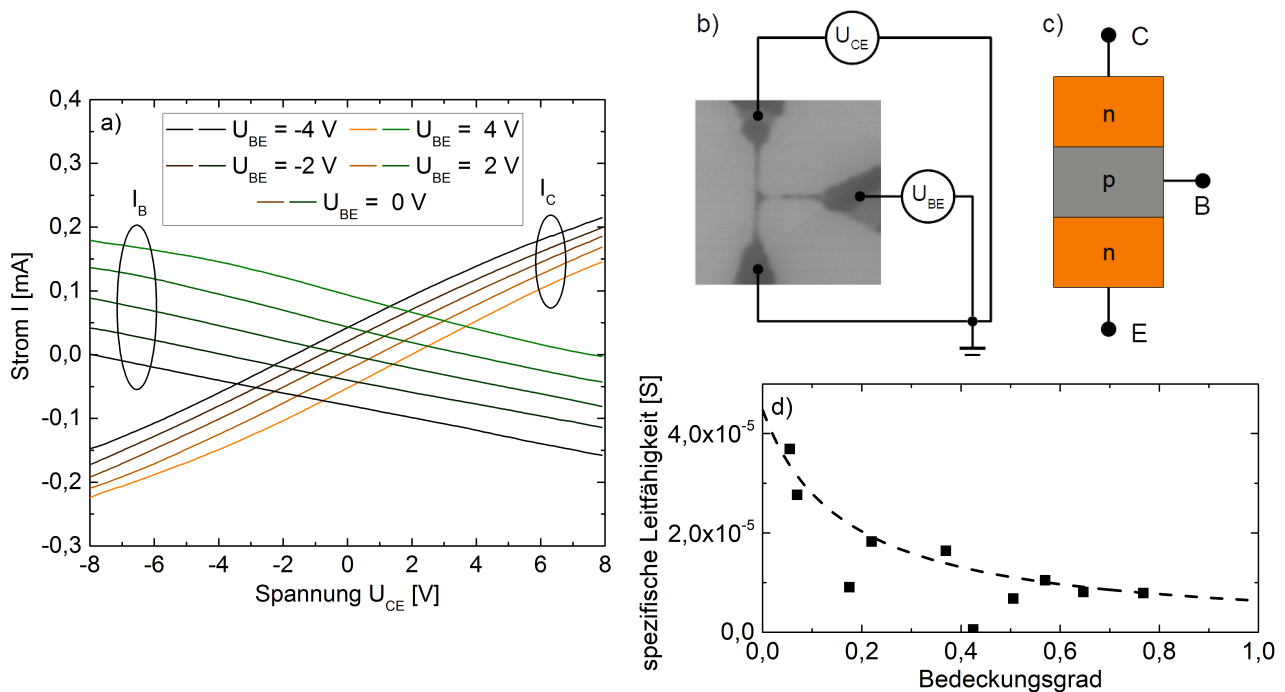 a)
U_BE = -4 V U_BE = 4 V
U_BE = -2 V U_BE = 2 V
U_BE = 0 V
I_B
I_C
0,4
0,3
0,2
0,1
0,0
-0,1
0,2
-0,3
-8 -6 -4 -2 0 2 4 6 8
Strom I [mA]
Spannung U_CE [V]
b)
U_CE
U_BE
c)
C
n
p
B
n
E
d)
4,0x10⁻⁵
2,0x10⁻⁵
0,0
0,0 0,2 0,4 0,6 0,8 1,0
spezifische Leitfähigkeit [S]
Bedeckungsgrad